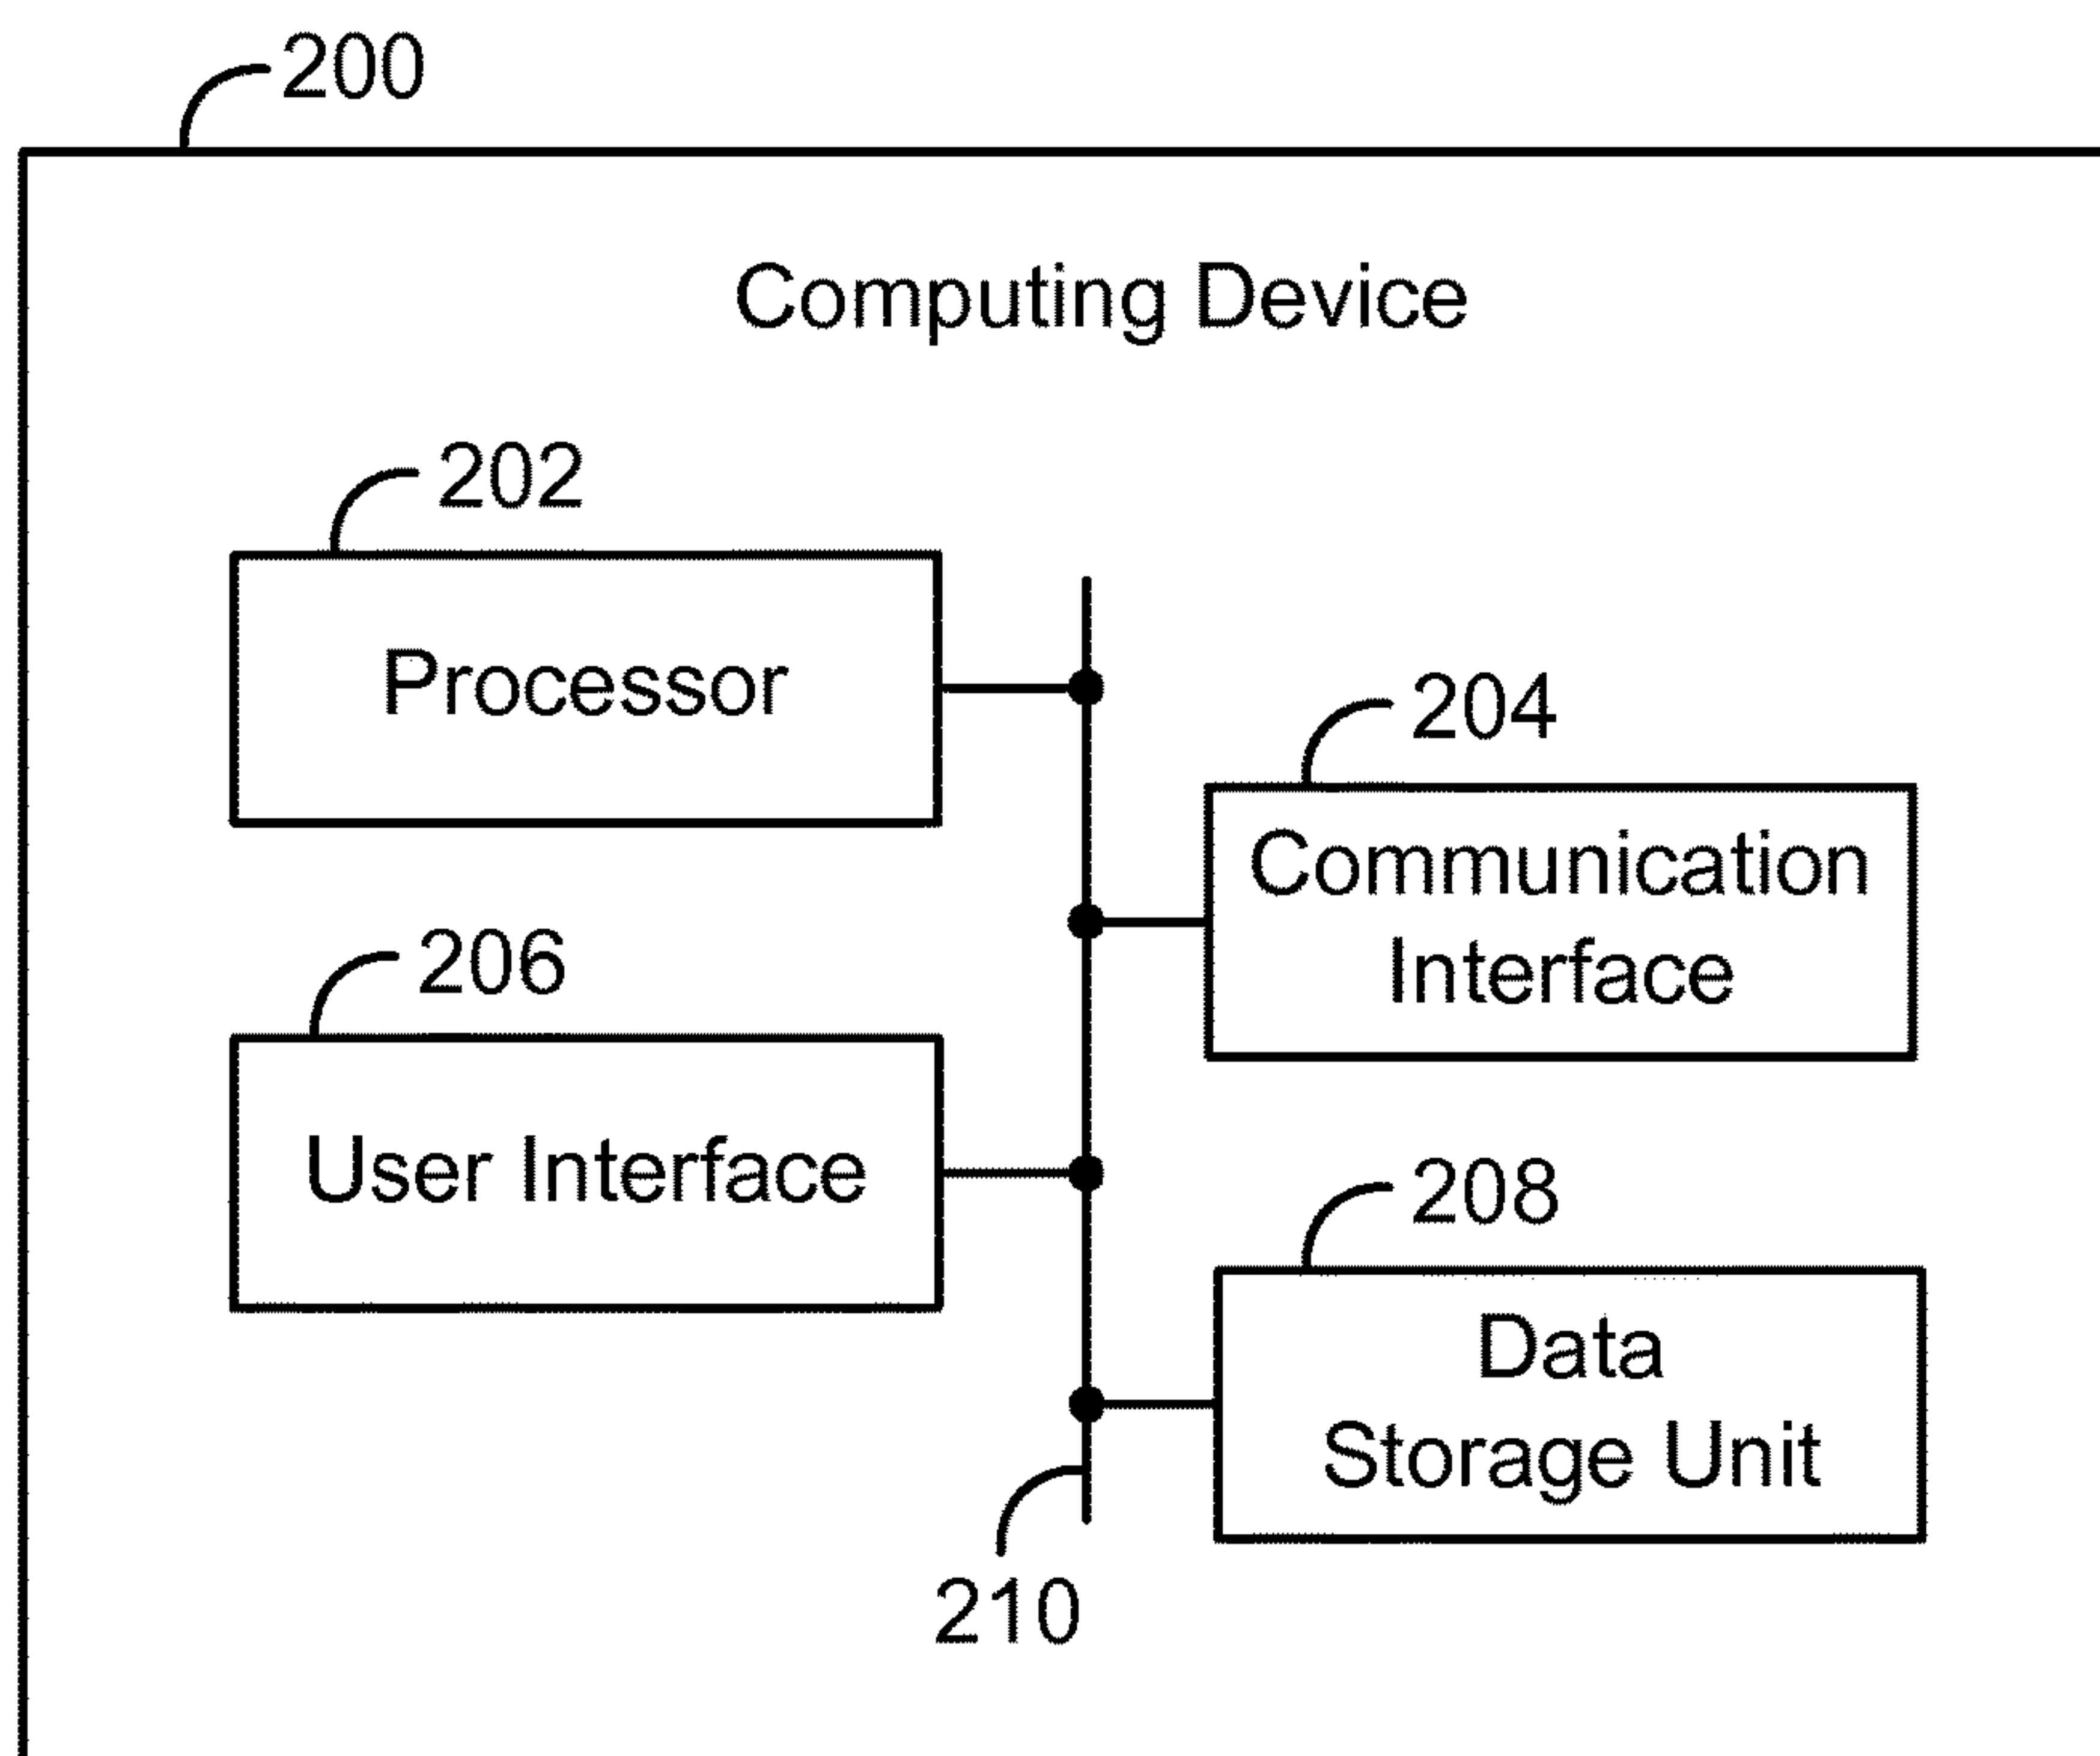 200
Computing Device
202
Processor
204
Communication
Interface
206
User Interface
208
Data
Storage Unit
210